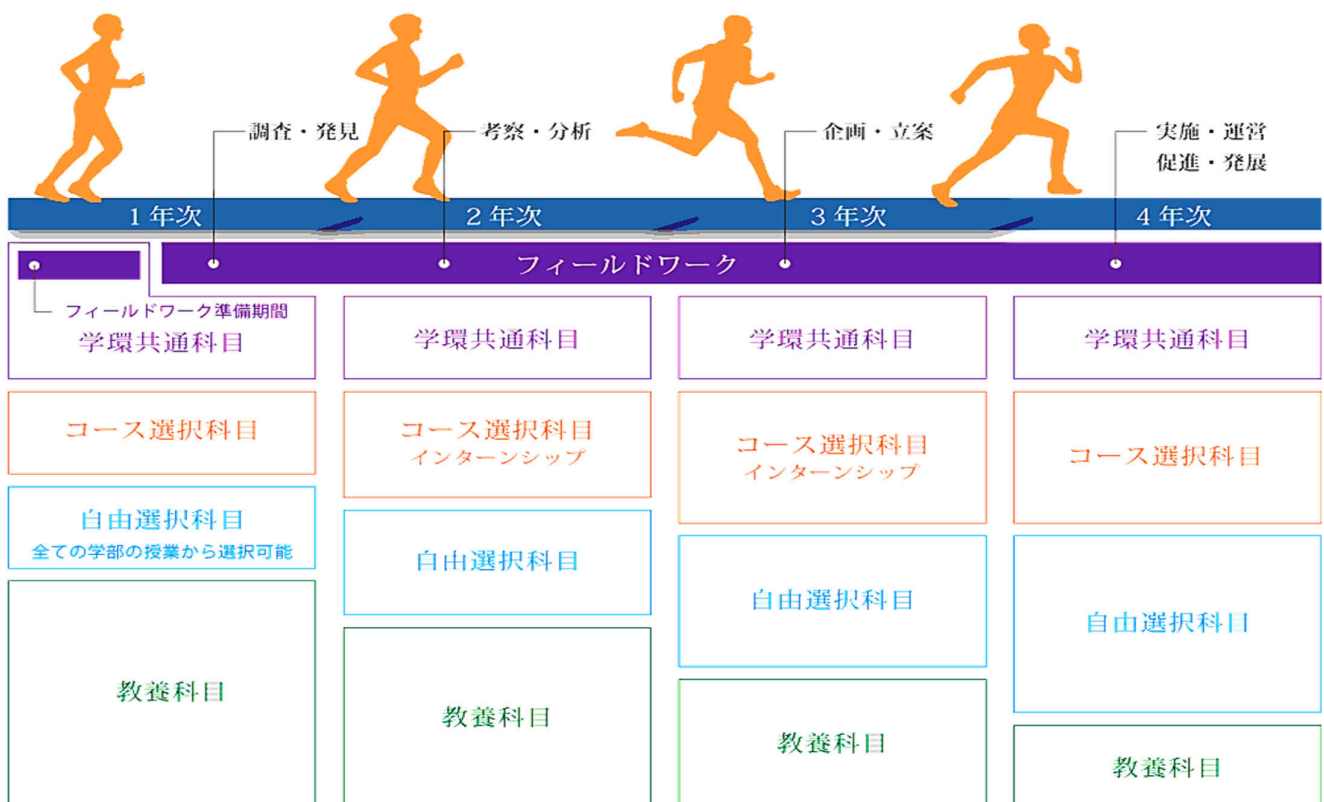 調査・発見
考察・分析
企画・立案
実施・運営
促進・発展
1年次
2年次
3年次
4年次
フィールドワーク
フィールドワーク準備期間
学環共通科目
学環共通科目
学環共通科目
学環共通科目
コース選択科目
コース選択科目
インターンシップ
コース選択科目
インターンシップ
コース選択科目
自由選択科目
全ての学部の授業から選択可能
自由選択科目
自由選択科目
自由選択科目
教養科目
教養科目
教養科目
教養科目